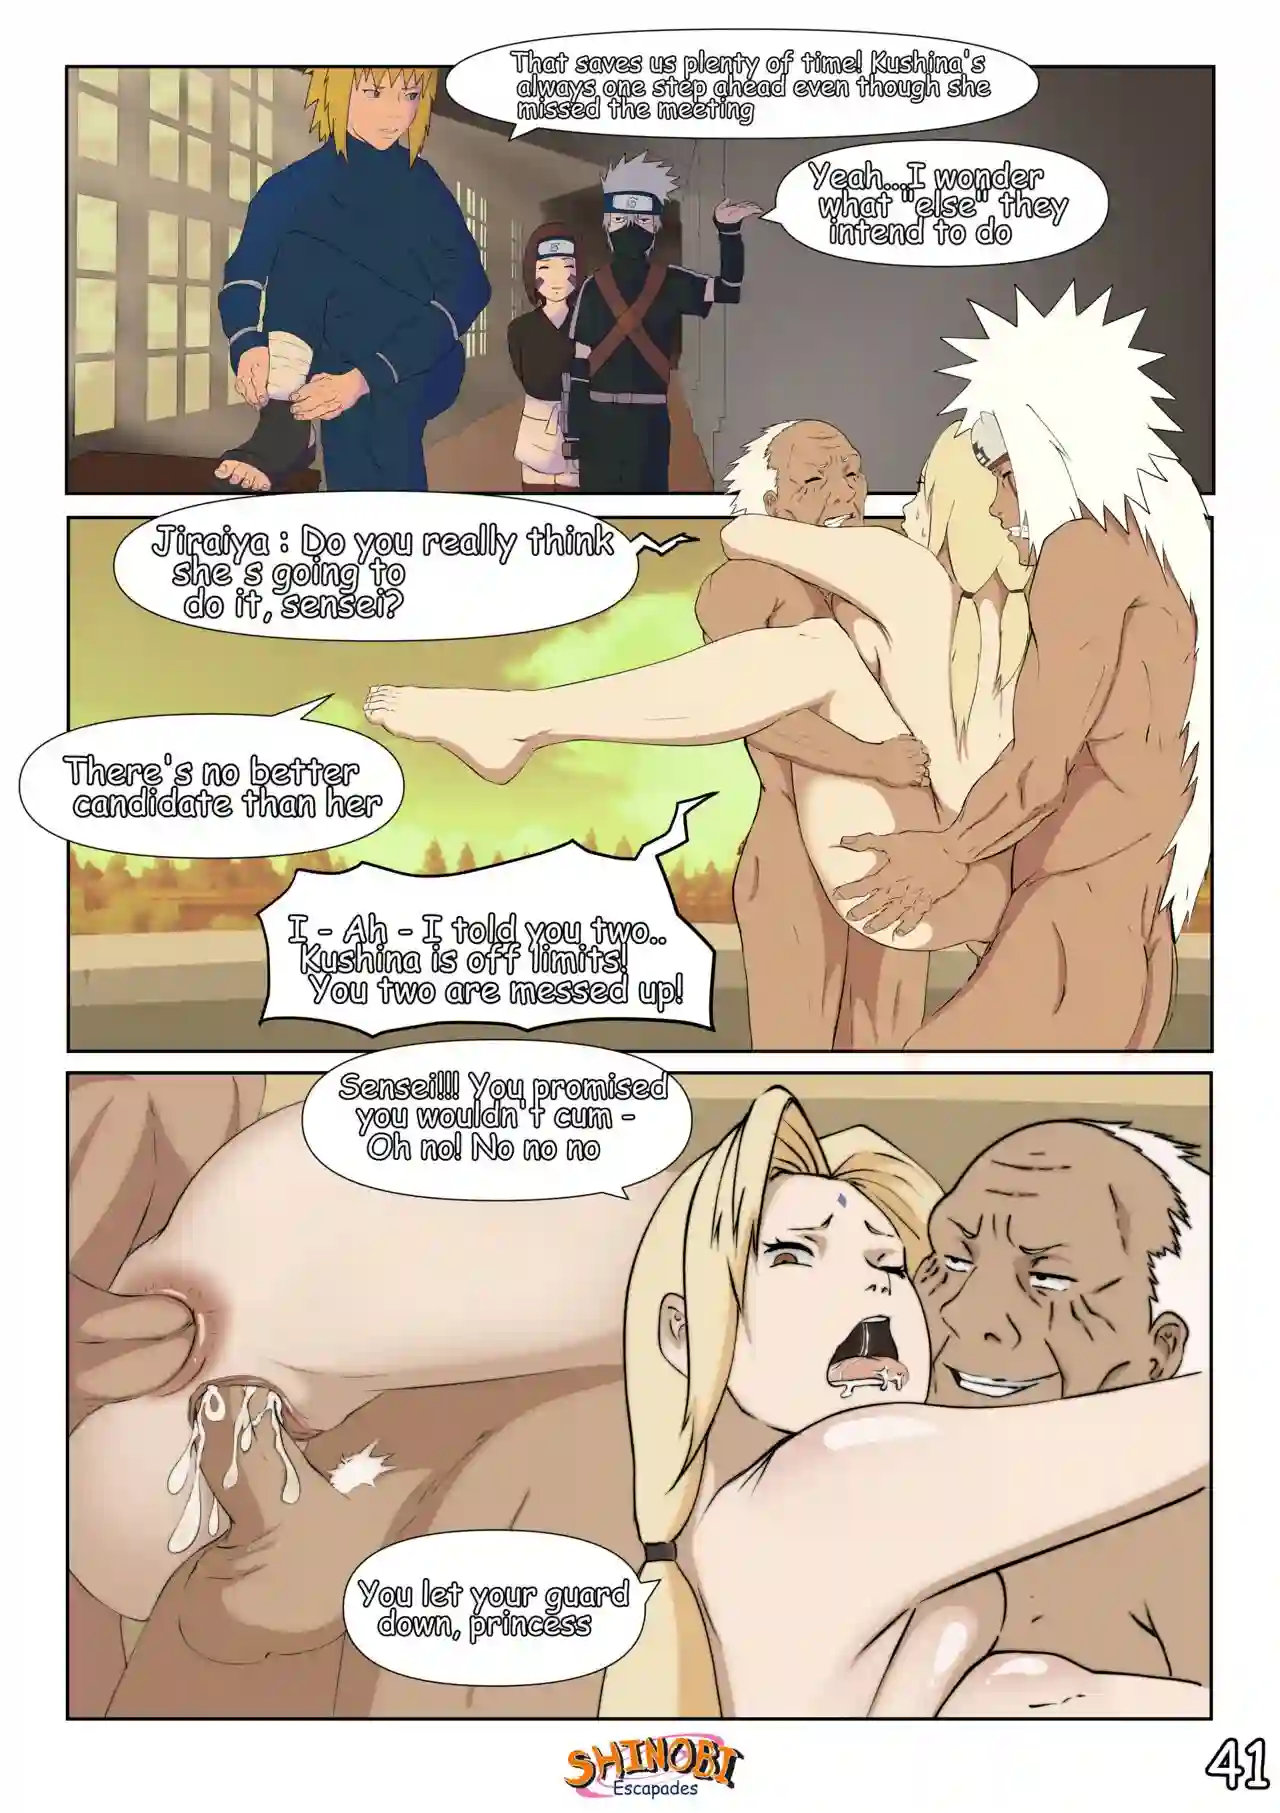 That saves us plenty of time! Kushina's
always one step ahead even though she
missed the meeting
Yeah...I wonder
what "else" they
intend to do
Jiraiya : Do you really think
she's going to
do it, sensei?
There's no better
candidate than her
I - Ah - I told you two..
Kushina is off limits!
You two are messed up!
Sensei!!! You promised
you wouldn't cum -
Oh no! No no no
You let your guard
down, princess
SHINOBI
Escapades
41